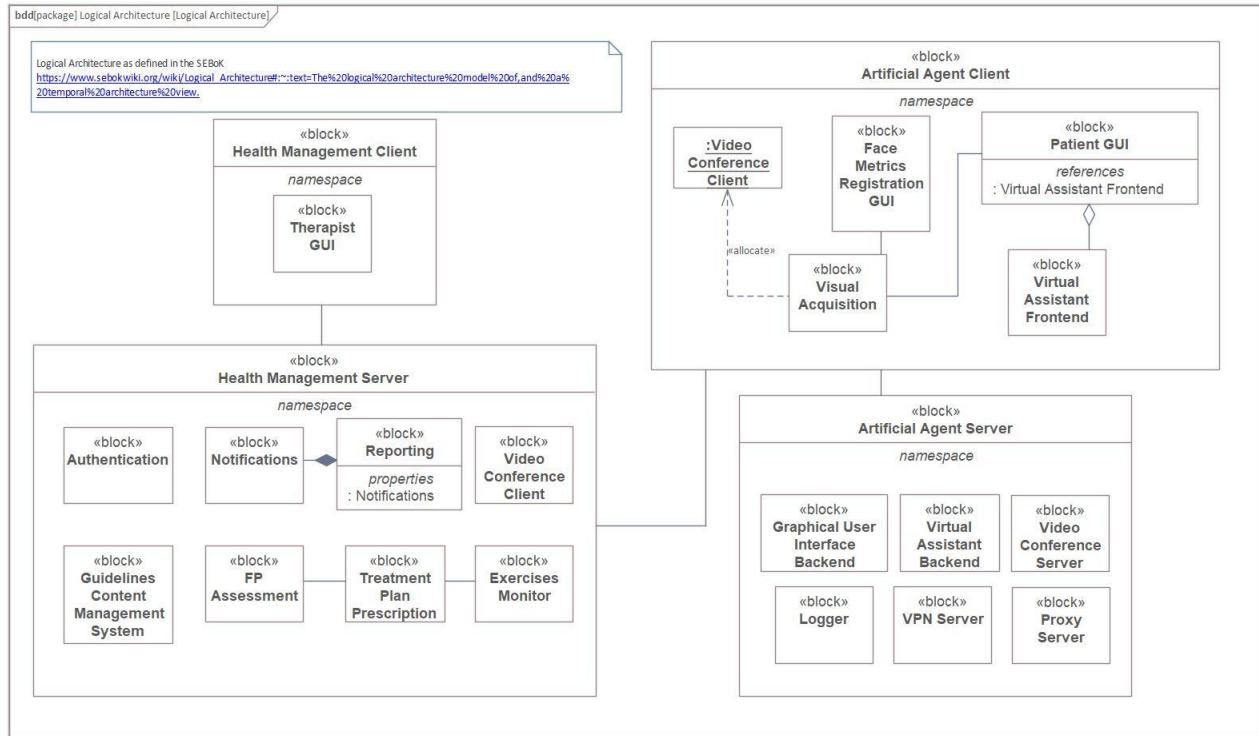 bdd[package] Logical Architecture [Logical Architecture]
Logical Architecture as defined in the SEBoK
https://www.sebokwiki.org/wiki/Logical_Architecture#:~:text=The%20logical%20architecture%20model%20of,and%20a%
20temporal%20architecture%20view.
«block»
Health Management Client
namespace
«block»
Therapist
GUI
«block»
Artificial Agent Client
namespace
:Video
Conference
Client
«block»
Face
Metrics
Registration
GUI
«block»
Patient GUI
references
: Virtual Assistant Frontend
«allocate»
«block»
Visual
Acquisition
«block»
Virtual
Assistant
Frontend
«block»
Health Management Server
namespace
«block»
Authentication
«block»
Notifications
«block»
Reporting
properties
: Notifications
«block»
Video
Conference
Client
«block»
Guidelines
Content
Management
System
«block»
FP
Assessment
«block»
Treatment
Plan
Prescription
«block»
Exercises
Monitor
«block»
Artificial Agent Server
namespace
«block»
Graphical User
Interface
Backend
«block»
Virtual
Assistant
Backend
«block»
Video
Conference
Server
«block»
Logger
«block»
VPN Server
«block»
Proxy
Server